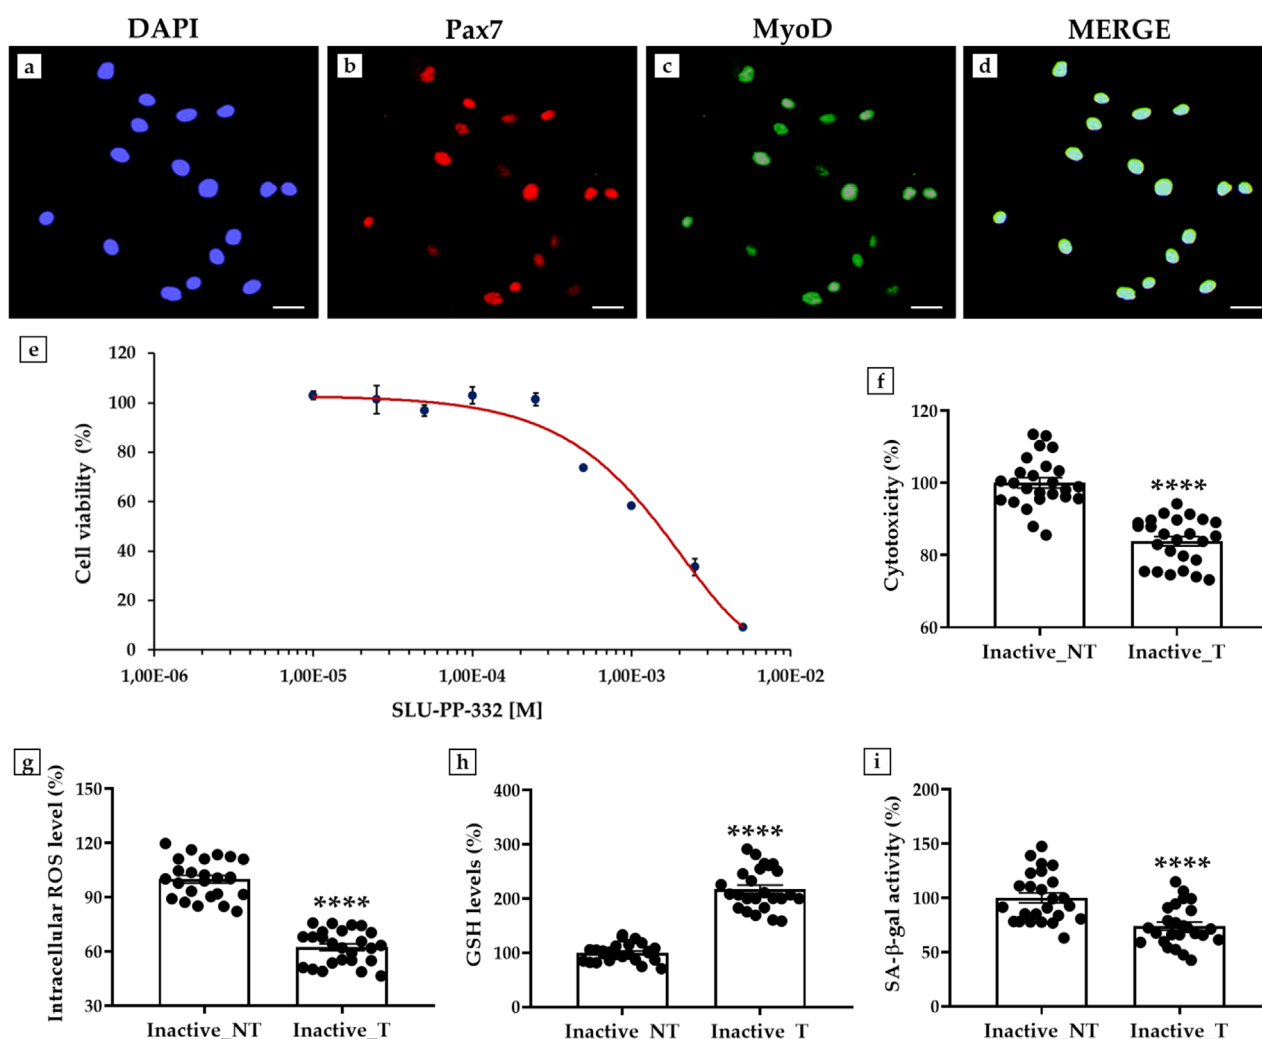 DAPI Pax7 MyoD MERGE
a b c d
e
120
100
80
60
40
20
0
Cell viability (%)
1,00E-06 1,00E-05 1,00E-04 1,00E-03 1,00E-02
SLU-PP-332 [M]
f
120
100
80
60
Cytotoxicity (%)
****
Inactive_NT Inactive_T
g
150
120
90
60
30
Intracellular ROS level (%)
****
Inactive_NT Inactive_T
h
400
300
200
100
0
GSH levels (%)
****
Inactive_NT Inactive_T
i
200
150
100
50
0
SA-β-gal activity (%)
****
Inactive_NT Inactive_T